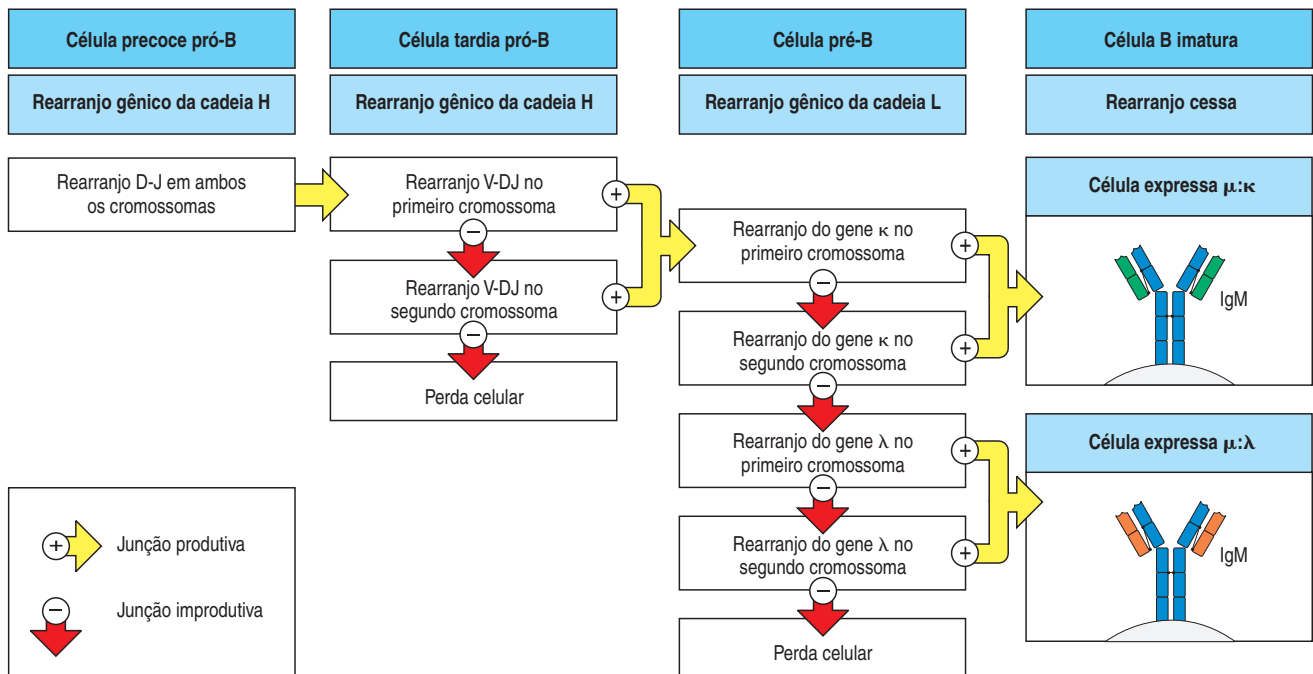 Célula precoce pró-B
Rearranjo gênico da cadeia H
Rearranjo D-J em ambos
os cromossomas
Célula tardia pró-B
Rearranjo gênico da cadeia H
Rearranjo V-DJ no
primeiro cromossoma
+
−
Rearranjo V-DJ no
segundo cromossoma
+
−
Perda celular
Célula pré-B
Rearranjo gênico da cadeia L
Rearranjo do gene κ no
primeiro cromossoma
+
−
Rearranjo do gene κ no
segundo cromossoma
+
−
Rearranjo do gene λ no
primeiro cromossoma
+
−
Rearranjo do gene λ no
segundo cromossoma
+
−
Perda celular
Célula B imatura
Rearranjo cessa
Célula expressa μ:κ
IgM
Célula expressa μ:λ
IgM
+ Junção produtiva
− Junção improdutiva